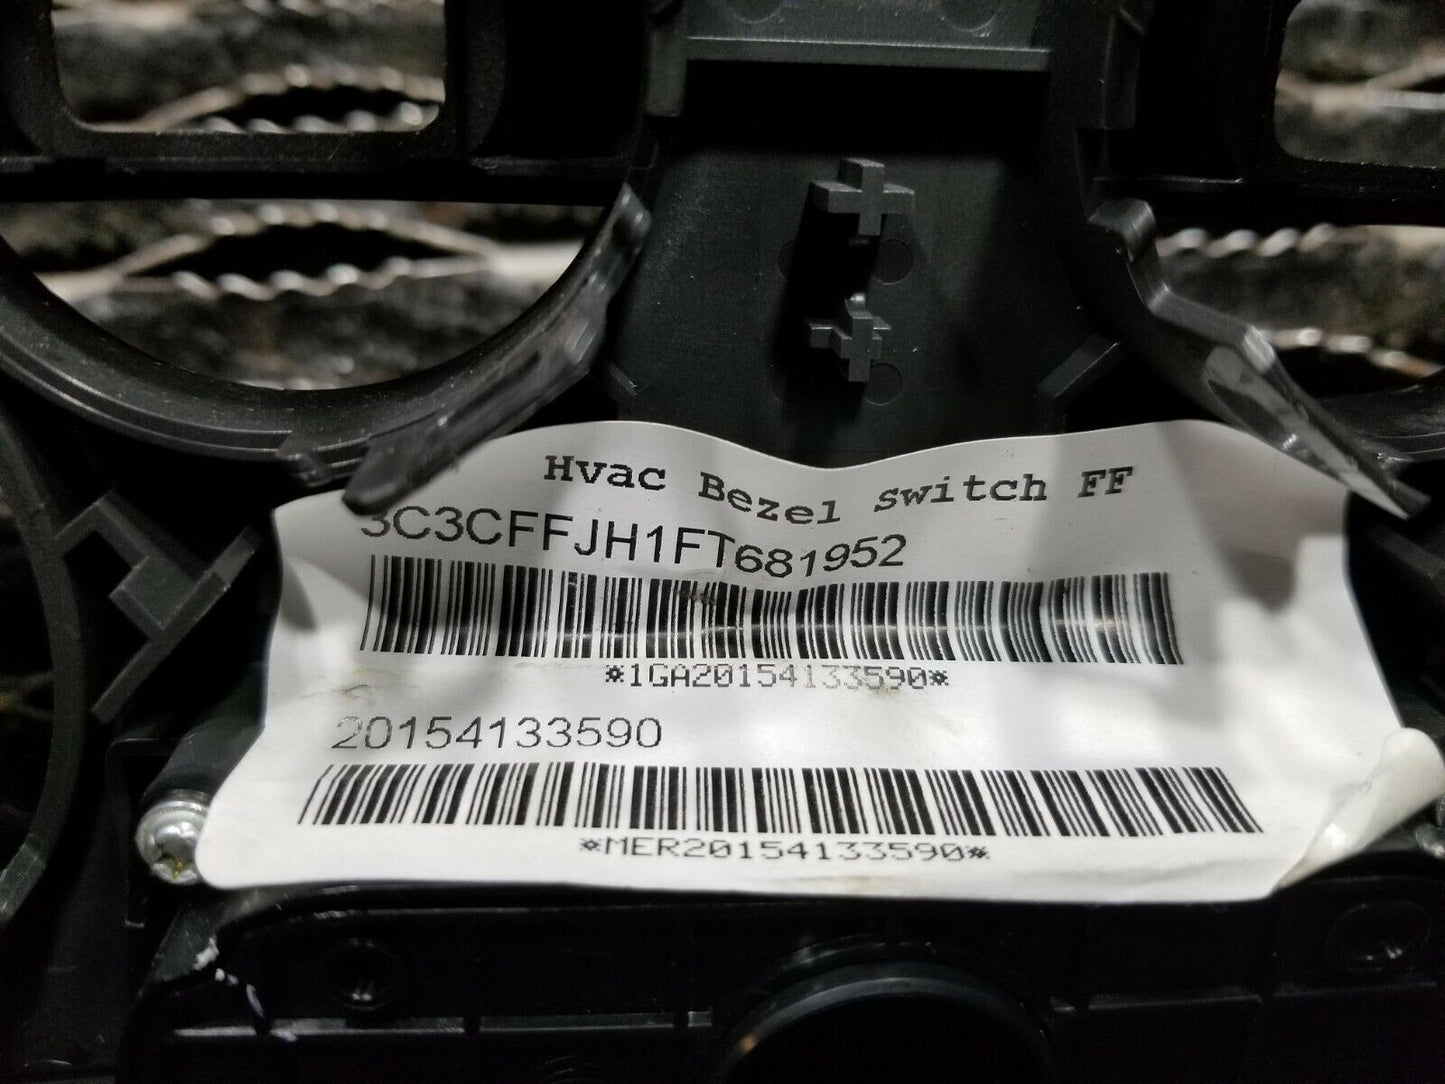 Hvac Bezel switch FF
3C3CFFJH1FT681952
*1GA20154133590*
20154133590
*MER20154133590*